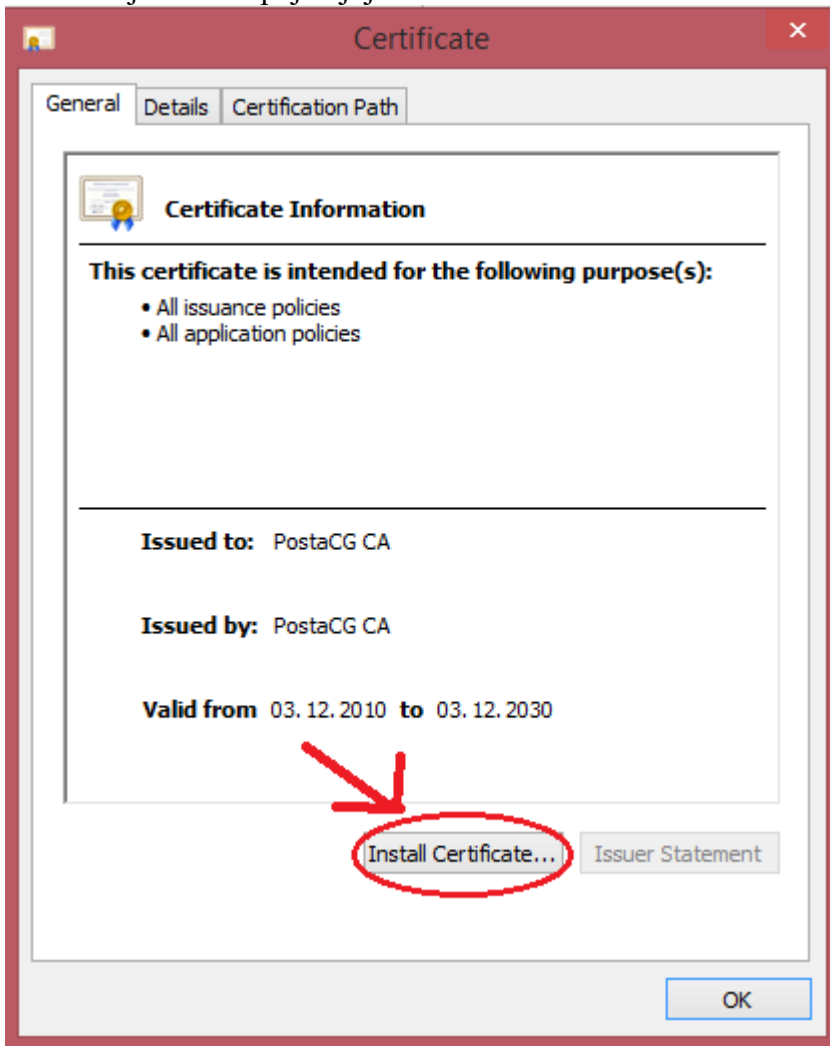 Certificate
General Details Certification Path
Certificate Information
This certificate is intended for the following purpose(s):
• All issuance policies
• All application policies
Issued to: PostaCG CA
Issued by: PostaCG CA
Valid from 03.12.2010 to 03.12.2030
Install Certificate... Issuer Statement
OK